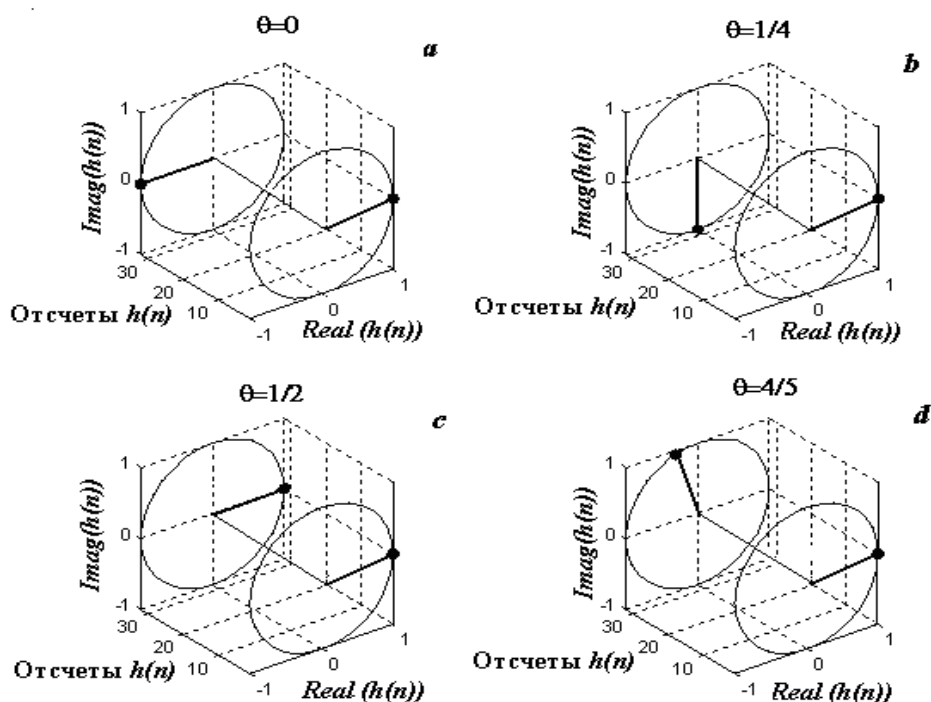 θ=0
a
Imag(h(n))
1
0
-1
30
20
10
Отсчеты h(n)
-1
0
1
Real (h(n))
θ=1/4
b
Imag(h(n))
1
0
-1
30
20
10
Отсчеты h(n)
-1
0
1
Real (h(n))
θ=1/2
c
Imag(h(n))
1
0
-1
30
20
10
Отсчеты h(n)
-1
0
1
Real (h(n))
θ=4/5
d
Imag(h(n))
1
0
-1
30
20
10
Отсчеты h(n)
-1
0
1
Real (h(n))